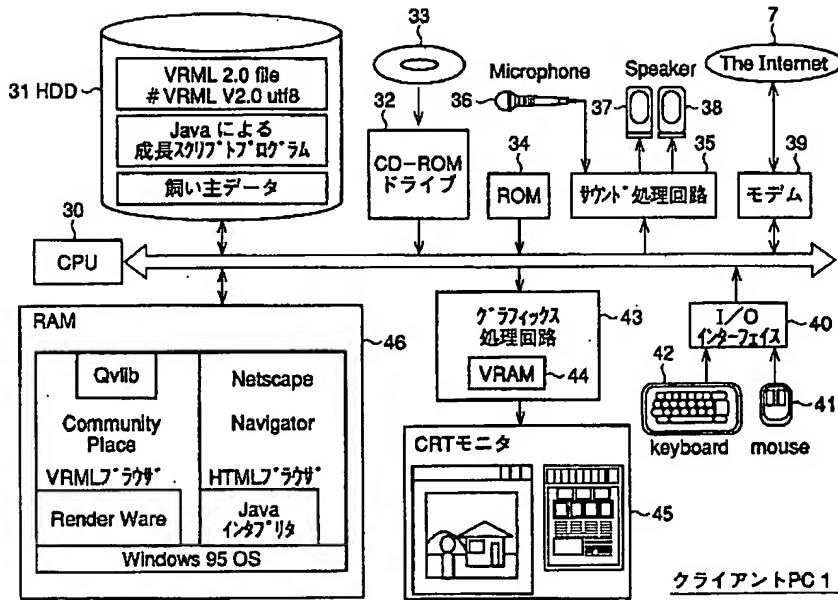 31 HDD
VRML 2.0 file
# VRML V2.0 utf8
Java による
成長スクリプトプログラム
飼い主データ
33
32
CD-ROM
ドライブ
Microphone
36
34
ROM
Speaker
37
38
35
サウンド処理回路
7
The Internet
39
モデム
30
CPU
RAM
46
Qvlib
Community
Place
VRMLブラウザ
Render Ware
Netscape
Navigator
HTMLブラウザ
Java
インタプリタ
Windows 95 OS
グラフィックス
処理回路
43
VRAM
44
CRTモニタ
45
I/O
インターフェイス
40
42
keyboard
41
mouse
クライアントPC 1